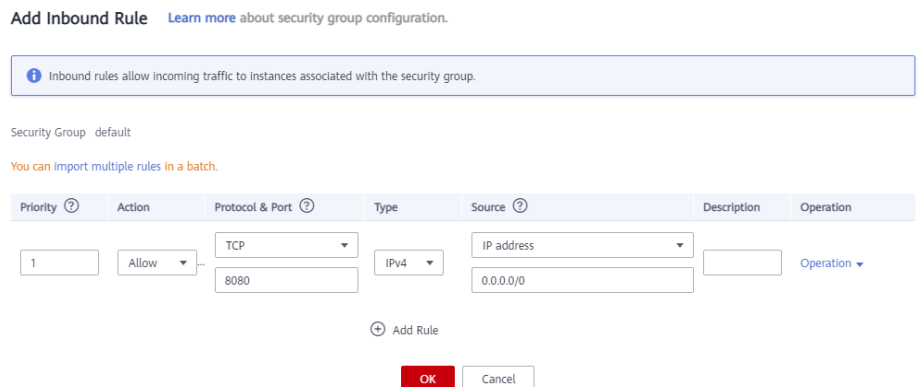 Add Inbound Rule Learn more about security group configuration.
Inbound rules allow incoming traffic to instances associated with the security group.
Security Group default
You can import multiple rules in a batch.
Priority Action Protocol & Port Type Source Description Operation
TCP IP address
1 Allow ... IPv4 Operation
8080 0.0.0.0/0
Add Rule
OK Cancel